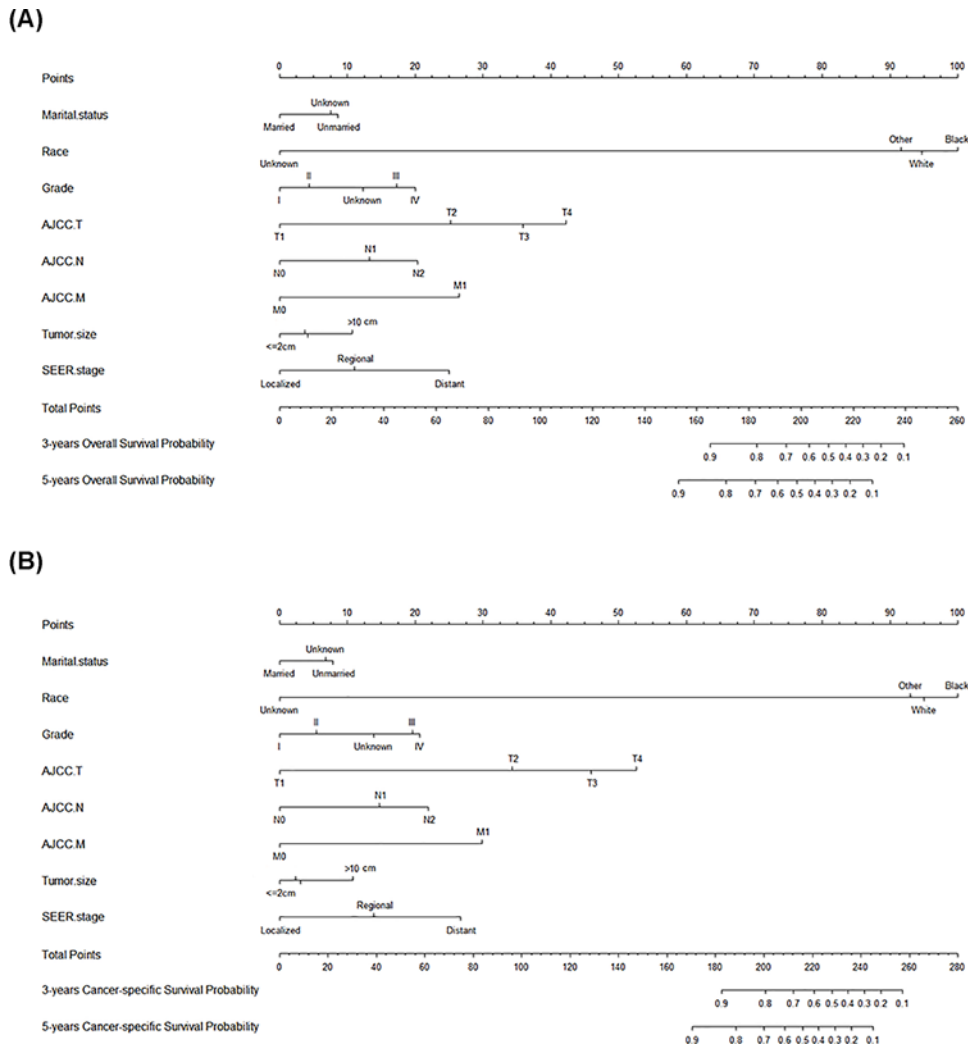 (A)
Points
0 10 20 30 40 50 60 70 80 90 100
Marital.status
Unknown
Married Unmarried
Race
Other Black
Unknown White
Grade
II III
I Unknown IV
AJCC.T
T2 T4
T1 T3
AJCC.N
N1
N0 N2
AJCC.M
M1
M0
Tumor.size
>10 cm
<=2cm
SEER.stage
Regional
Localized Distant
Total Points
0 20 40 60 80 100 120 140 160 180 200 220 240 260
3-years Overall Survival Probability
0.9 0.8 0.7 0.6 0.5 0.4 0.3 0.2 0.1
5-years Overall Survival Probability
0.9 0.8 0.7 0.6 0.5 0.4 0.3 0.2 0.1
(B)
Points
0 10 20 30 40 50 60 70 80 90 100
Marital.status
Unknown
Married Unmarried
Race
Other Black
Unknown White
Grade
II III
I Unknown IV
AJCC.T
T2 T4
T1 T3
AJCC.N
N1
N0 N2
AJCC.M
M1
M0
Tumor.size
>10 cm
<=2cm
SEER.stage
Regional
Localized Distant
Total Points
0 20 40 60 80 100 120 140 160 180 200 220 240 260 280
3-years Cancer-specific Survival Probability
0.9 0.8 0.7 0.6 0.5 0.4 0.3 0.2 0.1
5-years Cancer-specific Survival Probability
0.9 0.8 0.7 0.6 0.5 0.4 0.3 0.2 0.1